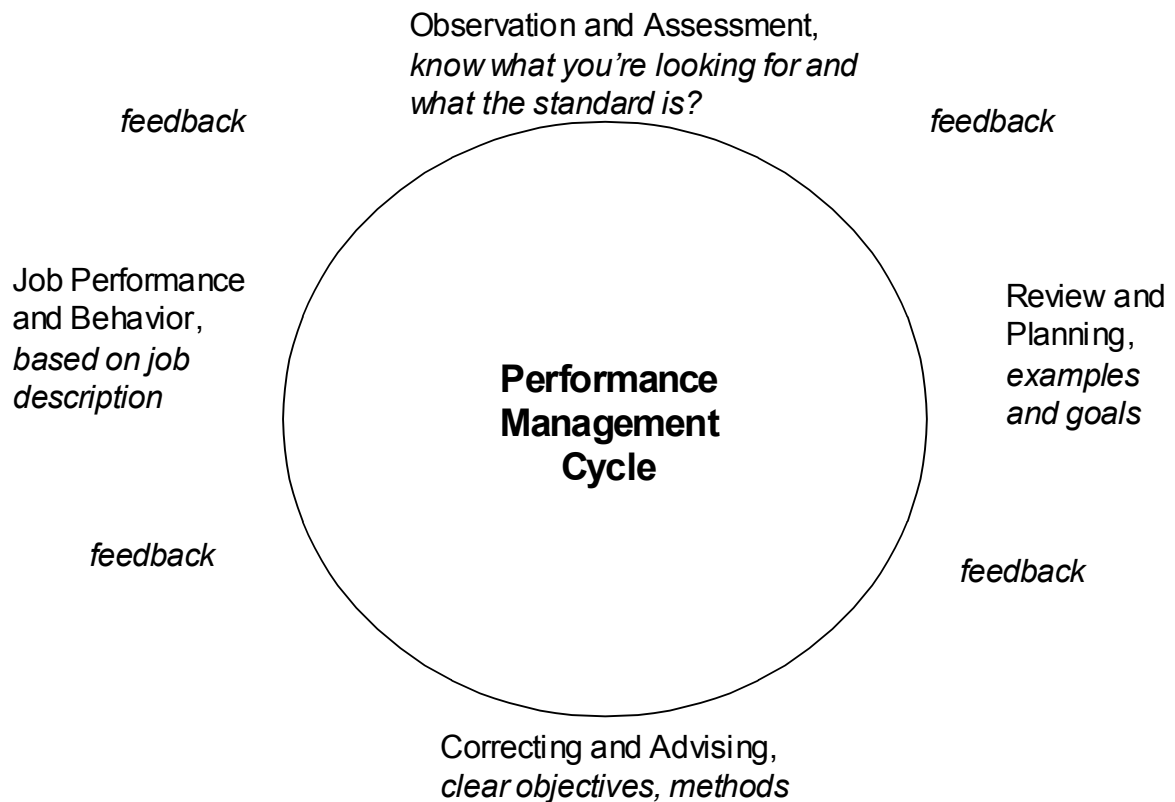 Observation and Assessment,
know what you're looking for and
what the standard is?
feedback
feedback
Job Performance
and Behavior,
based on job
description
Review and
Planning,
examples
and goals
Performance
Management
Cycle
feedback
feedback
Correcting and Advising,
clear objectives, methods